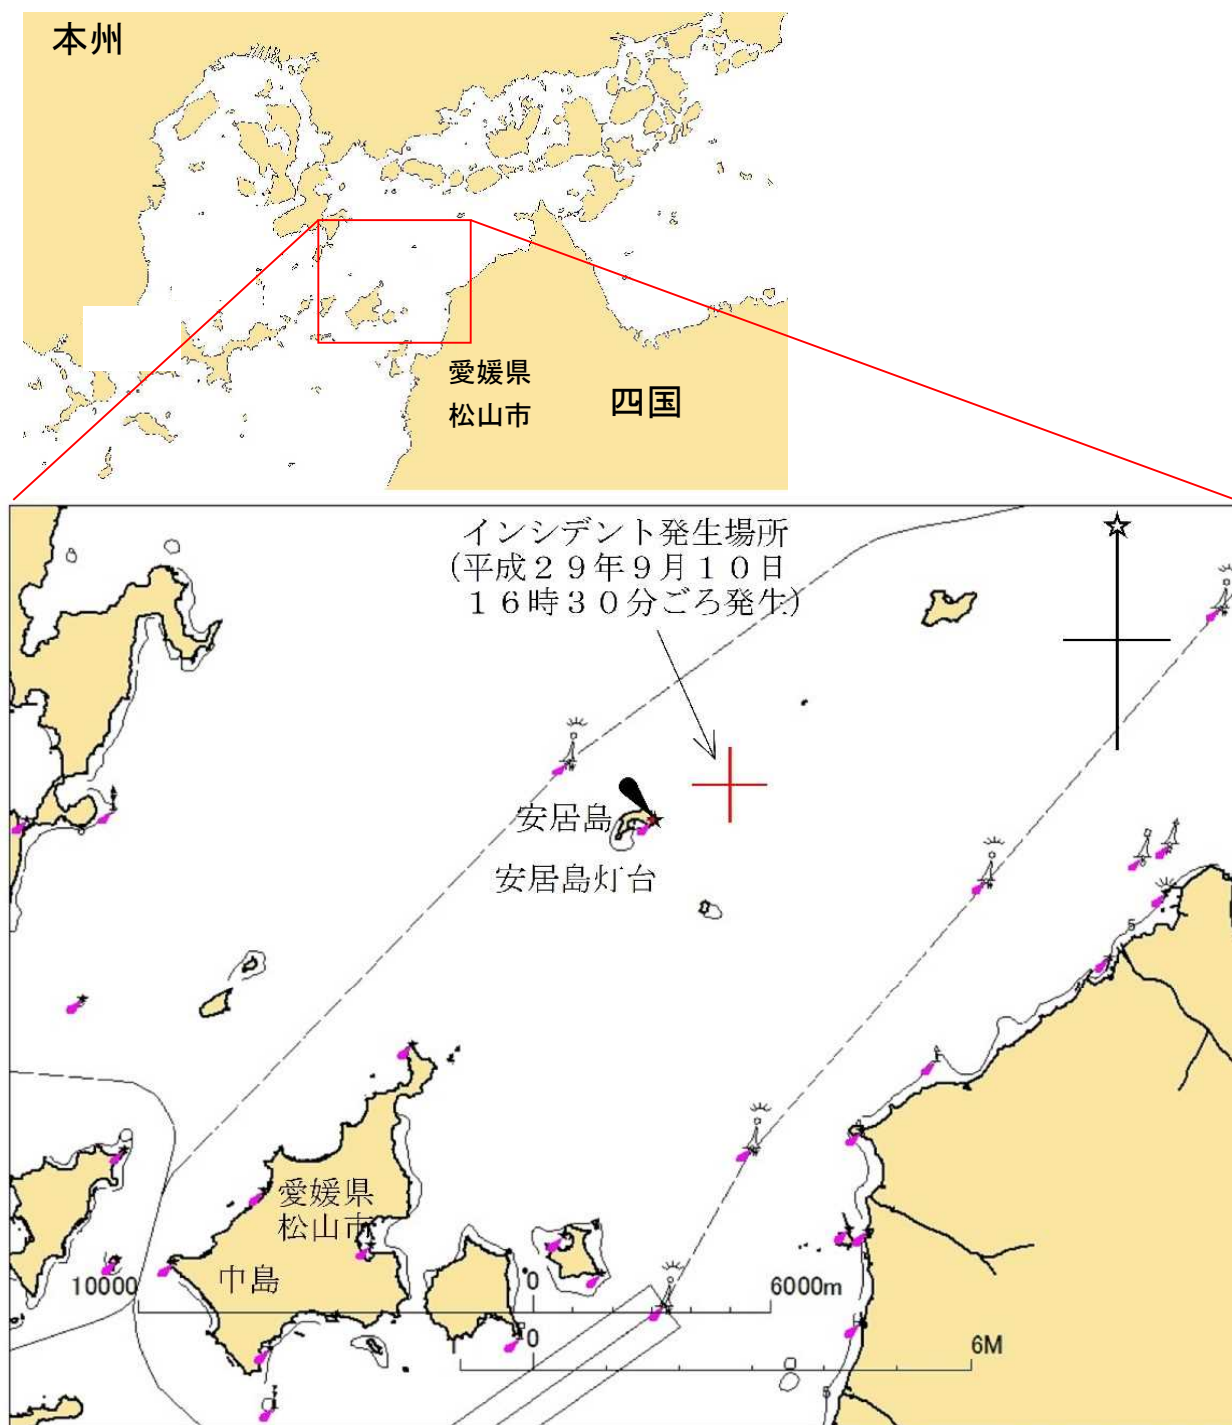 本州
愛媛県
松山市
四国
インシデント発生場所
(平成29年9月10日
16時30分ごろ発生)
安居島
安居島灯台
5
愛媛県
松山市
中島
10000
0
6000m
0
6M
5